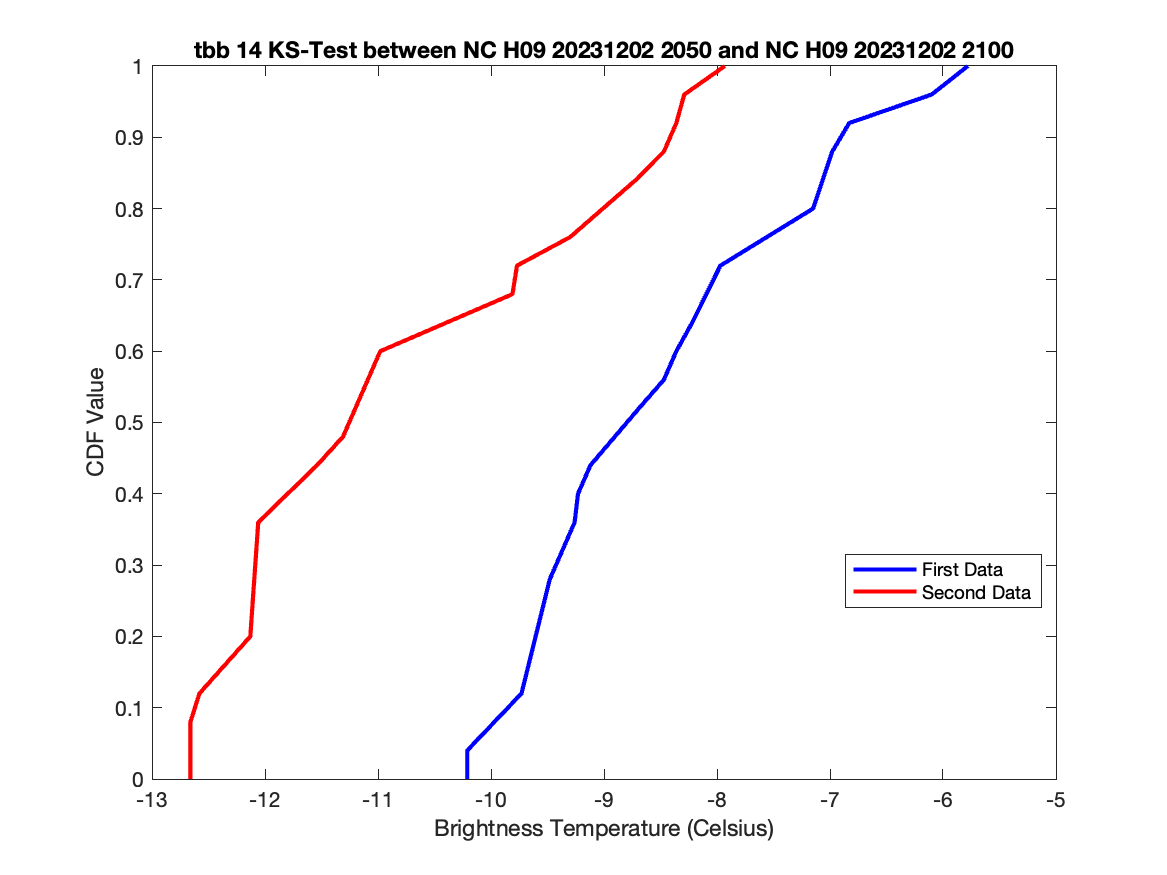 tbb 14 KS-Test between NC H09 20231202 2050 and NC H09 20231202 2100
1
0.9
0.8
0.7
0.6
0.5
0.4
0.3
0.2
0.1
0
CDF Value
First Data
Second Data
-13 -12 -11 -10 -9 -8 -7 -6 -5
Brightness Temperature (Celsius)